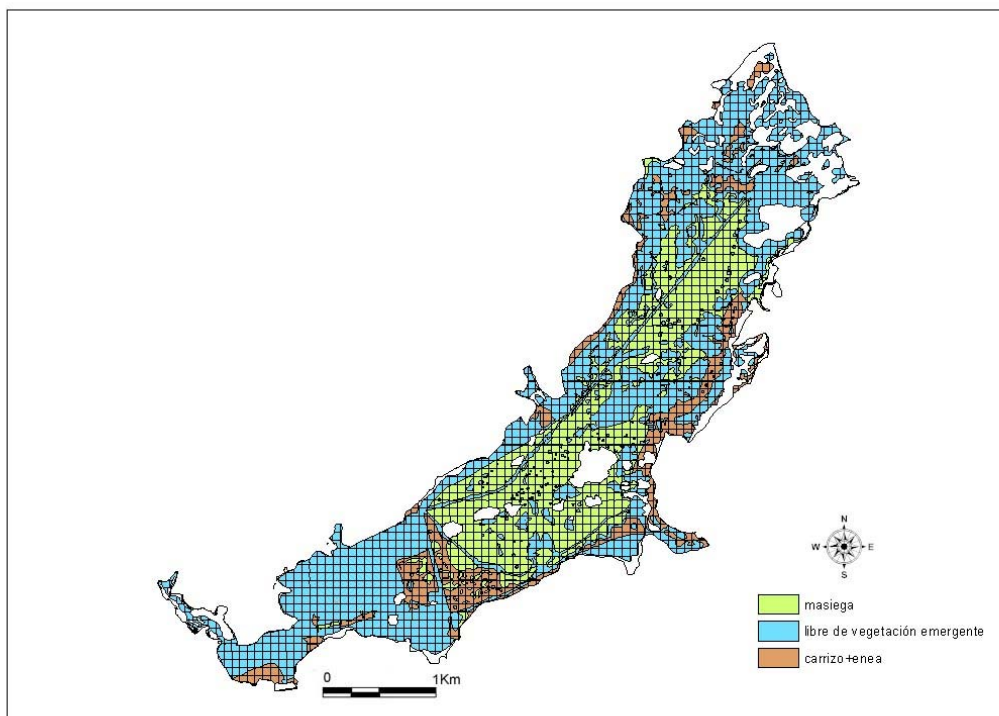 N
W E
S
masiega
libre de vegetación emergente
carrizo+enea
0 1Km